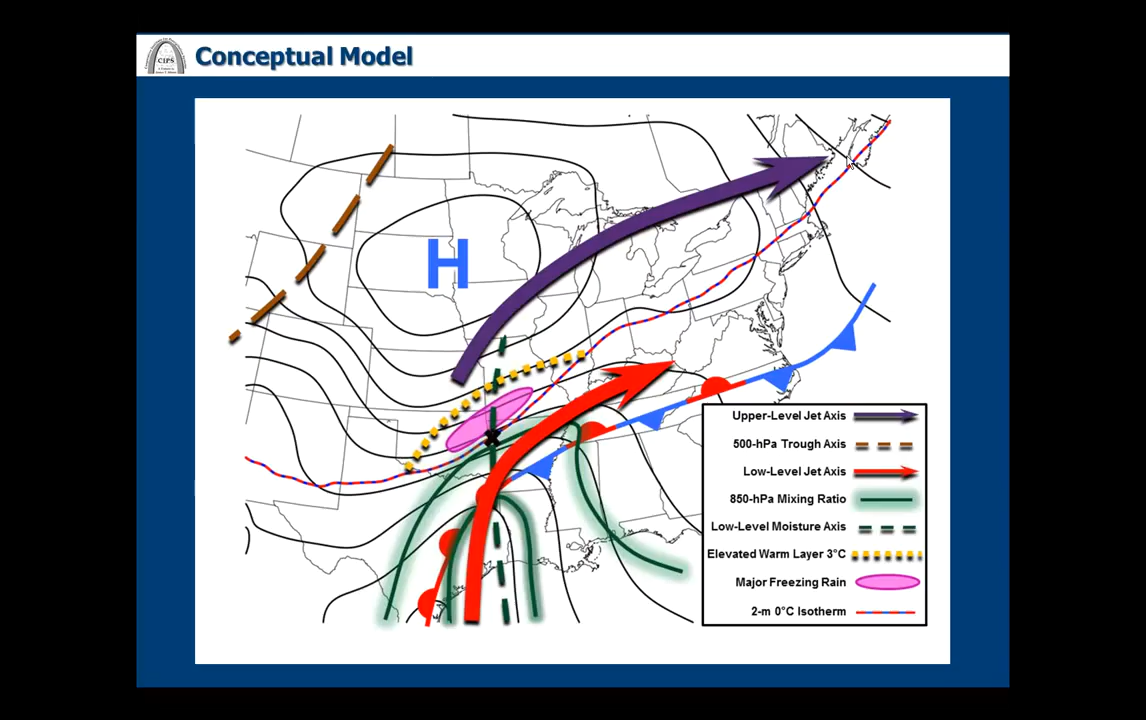 CIPS
Conceptual Model
H
Upper-Level Jet Axis
500-hPa Trough Axis
Low-Level Jet Axis
850-hPa Mixing Ratio
Low-Level Moisture Axis
Elevated Warm Layer 3°C
Major Freezing Rain
2-m 0°C Isotherm